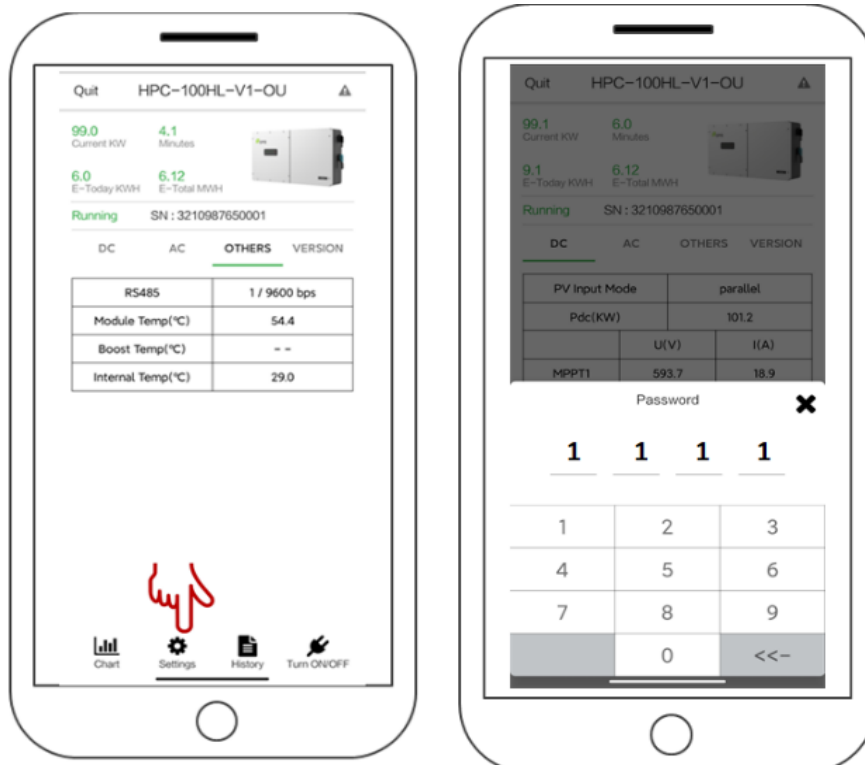 Quit HPC-100HL-V1-OU
99.0 4.1
Current KW Minutes
6.0 6.12
E-Today KWH E-Total MWH
Running SN : 3210987650001
DC AC OTHERS VERSION
RS485 1 / 9600 bps
Module Temp(℃) 54.4
Boost Temp(℃) - -
Internal Temp(℃) 29.0
Chart Settings History Turn ON/OFF
Quit HPC-100HL-V1-OU
99.1 6.0
Current KW Minutes
9.1 6.12
E-Today KWH E-Total MWH
Running SN : 3210987650001
DC AC OTHERS VERSION
PV Input Mode parallel
Pdc(KW) 101.2
U(V) I(A)
MPPT1 593.7 18.9
Password
1 1 1 1
1 2 3
4 5 6
7 8 9
0 <<-